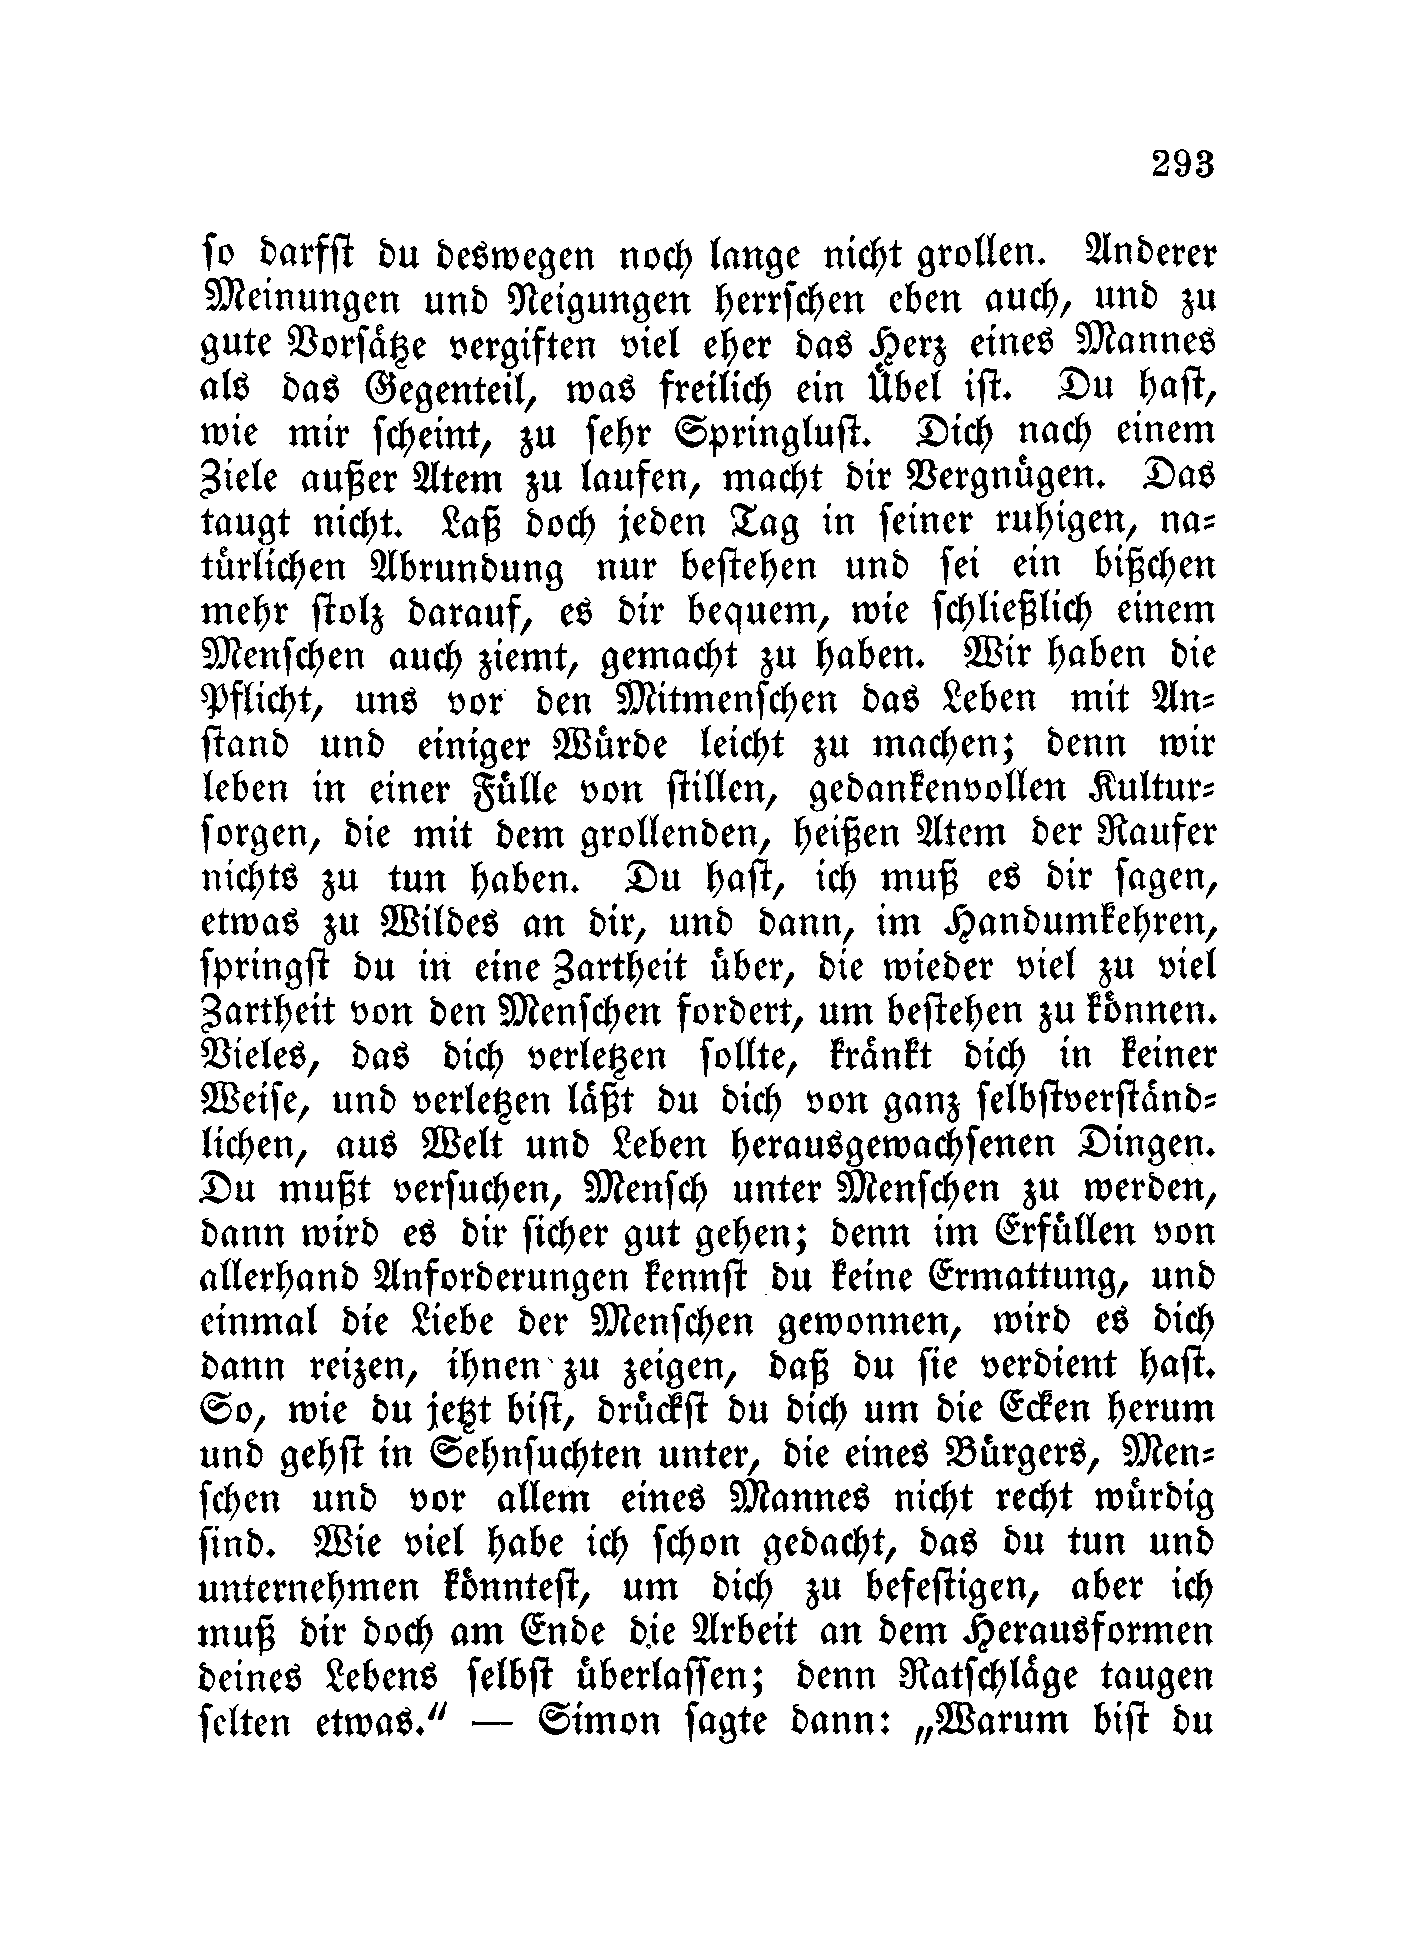 293
so darfst du deswegen noch lange nicht grollen. Anderer
Meinungen und Neigungen herrschen eben auch, und zu
gute Vorsätze vergiften viel eher das Herz eines Mannes
als das Gegenteil, was freilich ein Übel ist. Du hast,
wie mir scheint, zu sehr Springlust. Dich nach einem
Ziele außer Atem zu laufen, macht dir Vergnügen. Das
taugt nicht. Laß doch jeden Tag in seiner ruhigen, na-
türlichen Abrundung nur bestehen und sei ein bißchen
mehr stolz darauf, es dir bequem, wie schließlich einem
Menschen auch ziemt, gemacht zu haben. Wir haben die
Pflicht, uns vor den Mitmenschen das Leben mit An-
stand und einiger Würde leicht zu machen; denn wir
leben in einer Fülle von stillen, gedankenvollen Kultur-
sorgen, die mit dem grollenden, heißen Atem der Raufer
nichts zu tun haben. Du hast, ich muß es dir sagen,
etwas zu Wildes an dir, und dann, im Handumkehren,
springst du in eine Zartheit über, die wieder viel zu viel
Zartheit von den Menschen fordert, um bestehen zu können.
Vieles, das dich verletzen sollte, kränkt dich in keiner
Weise, und verletzen läßt du dich von ganz selbstverständ-
lichen, aus Welt und Leben herausgewachsenen Dingen.
Du mußt versuchen, Mensch unter Menschen zu werden,
dann wird es dir sicher gut gehen; denn im Erfüllen von
allerhand Anforderungen kennst du keine Ermattung, und
einmal die Liebe der Menschen gewonnen, wird es dich
dann reizen, ihnen zu zeigen, daß du sie verdient hast.
So, wie du jetzt bist, drückst du dich um die Ecken herum
und gehst in Sehnsuchten unter, die eines Bürgers, Men-
schen und vor allem eines Mannes nicht recht würdig
sind. Wie viel habe ich schon gedacht, das du tun und
unternehmen könntest, um dich zu befestigen, aber ich
muß dir doch am Ende die Arbeit an dem Herausformen
deines Lebens selbst überlassen; denn Ratschläge taugen
selten etwas.“ — Simon sagte dann: „Warum bist du